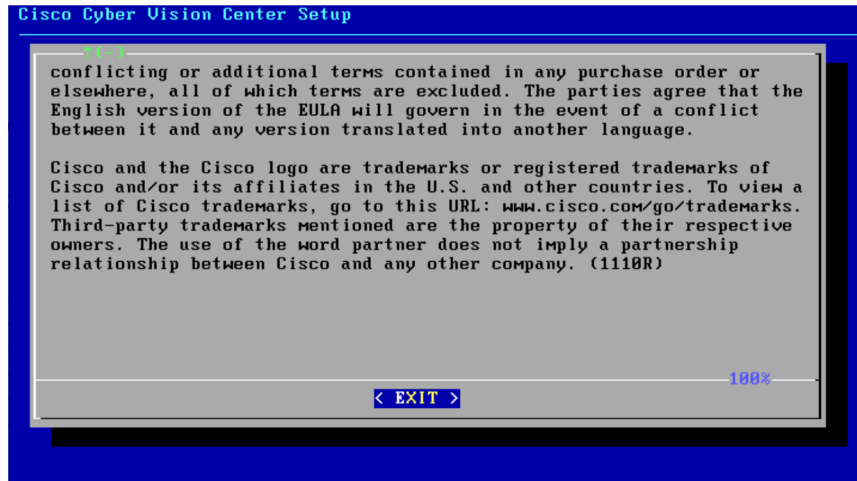 Cisco Cyber Vision Center Setup
^(-)
conflicting or additional terms contained in any purchase order or
elsewhere, all of which terms are excluded. The parties agree that the
English version of the EULA will govern in the event of a conflict
between it and any version translated into another language.
Cisco and the Cisco logo are trademarks or registered trademarks of
Cisco and/or its affiliates in the U.S. and other countries. To view a
list of Cisco trademarks, go to this URL: www.cisco.com/go/trademarks.
Third-party trademarks mentioned are the property of their respective
owners. The use of the word partner does not imply a partnership
relationship between Cisco and any other company. (1110R)
100%
< EXIT >